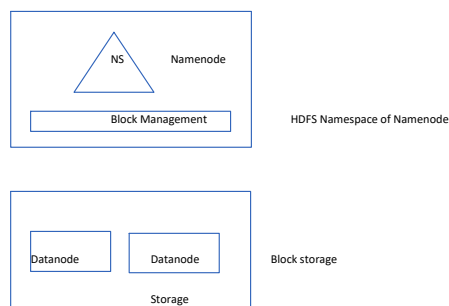 NS Namenode
Block Management HDFS Namespace of Namenode
Datanode Datanode Block storage
Storage